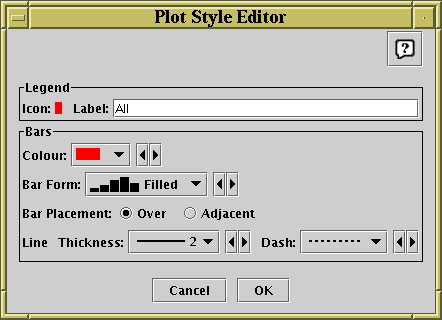 Plot Style Editor
?
Legend
Icon: Label: All
Bars
Colour:
Bar Form: Filled
Bar Placement: Over Adjacent
Line Thickness: 2 Dash:
Cancel OK